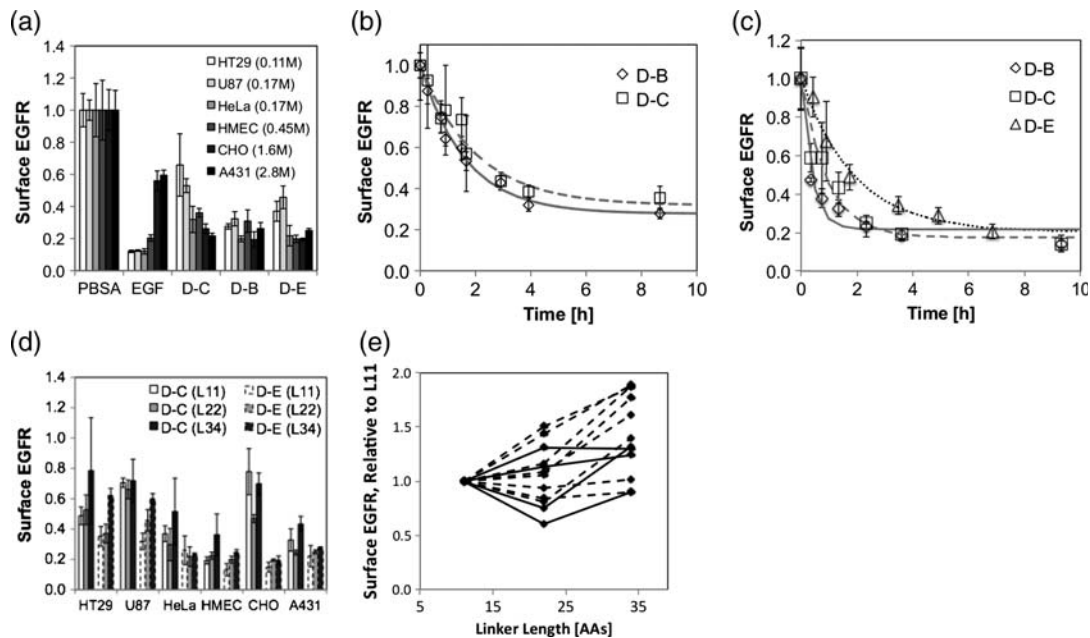 (a)
Surface EGFR
1.4
1.2
1.0
0.8
0.6
0.4
0.2
0.0
HT29 (0.11M)
U87 (0.17M)
HeLa (0.17M)
HMEC (0.45M)
CHO (1.6M)
A431 (2.8M)
PBSA EGF D-C D-B D-E
(b)
Surface EGFR
1.0
0.8
0.6
0.4
0.2
0.0
D-B
D-C
0 2 4 6 8 10
Time [h]
(c)
Surface EGFR
1.2
1.0
0.8
0.6
0.4
0.2
0.0
D-B
D-C
D-E
0 2 4 6 8 10
Time [h]
(d)
Surface EGFR
1.4
1.2
1.0
0.8
0.6
0.4
0.2
0.0
D-C (L11) D-E (L11)
D-C (L22) D-E (L22)
D-C (L34) D-E (L34)
HT29 U87 HeLa HMEC CHO A431
(e)
Surface EGFR, Relative to L11
2.0
1.5
1.0
0.5
0.0
5 15 25 35
Linker Length [AAs]